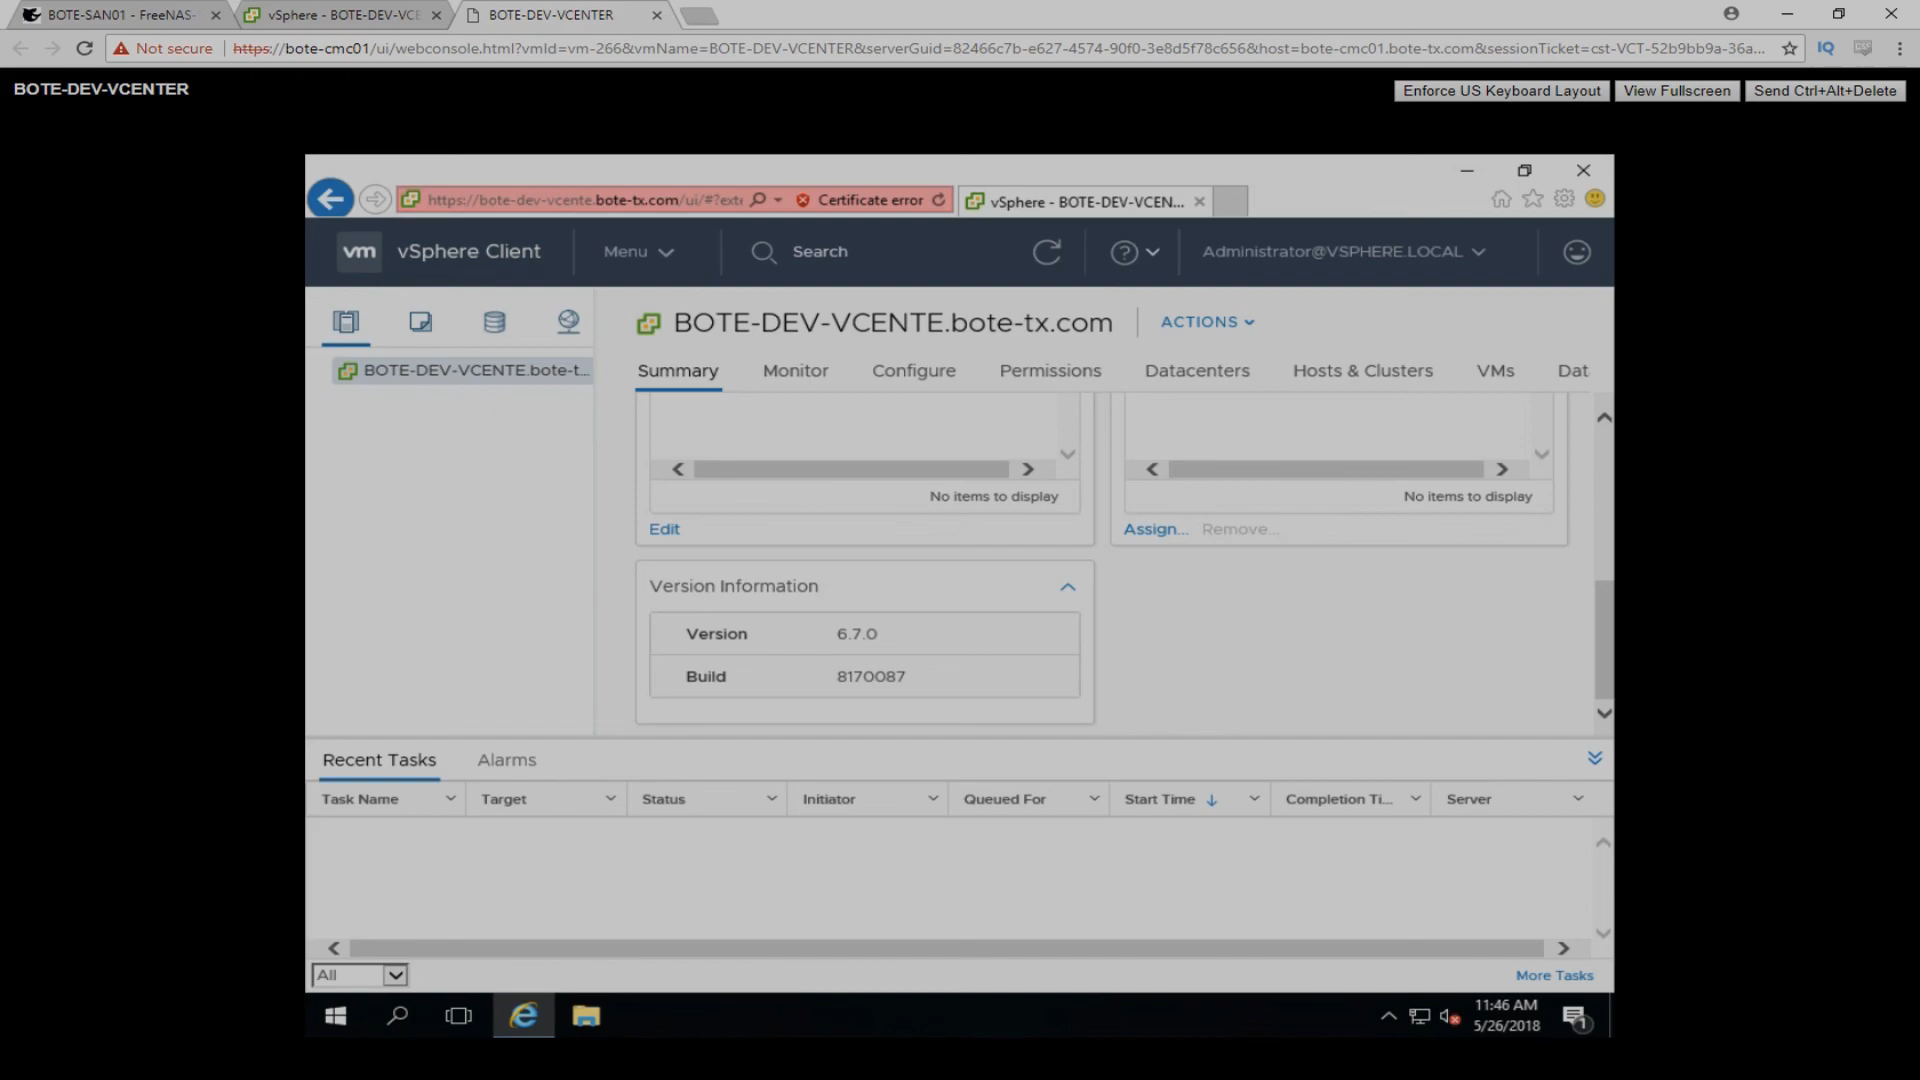 BOTE-SAN01 - FreeNAS-
vSphere - BOTE-DEV-VCE
BOTE-DEV-VCENTER
Not secure
https://bote-cmc01/ui/webconsole.html?vmId=vm-266&vmName=BOTE-DEV-VCENTER&serverGuid=82466c7b-e627-4574-90f0-3e8d5f78c656&host=bote-cmc01.bote-tx.com&sessionTicket=cst-VCT-52b9bb9a-36a...
IQ
BOTE-DEV-VCENTER
Enforce US Keyboard Layout
View Fullscreen
Send Ctrl+Alt+Delete
https://bote-dev-vcente.bote-tx.com/ui/#?exte
Certificate error
vSphere - BOTE-DEV-VCEN...
vm
vSphere Client
Menu
Search
Administrator@VSPHERE.LOCAL
BOTE-DEV-VCENTE.bote-t...
BOTE-DEV-VCENTE.bote-tx.com
ACTIONS
Summary
Monitor
Configure
Permissions
Datacenters
Hosts & Clusters
VMs
Dat
No items to display
No items to display
Edit
Assign...
Remove...
Version Information
Version
6.7.0
Build
8170087
Recent Tasks
Alarms
Task Name
Target
Status
Initiator
Queued For
Start Time
Completion Ti...
Server
All
More Tasks
11:46 AM
5/26/2018
1